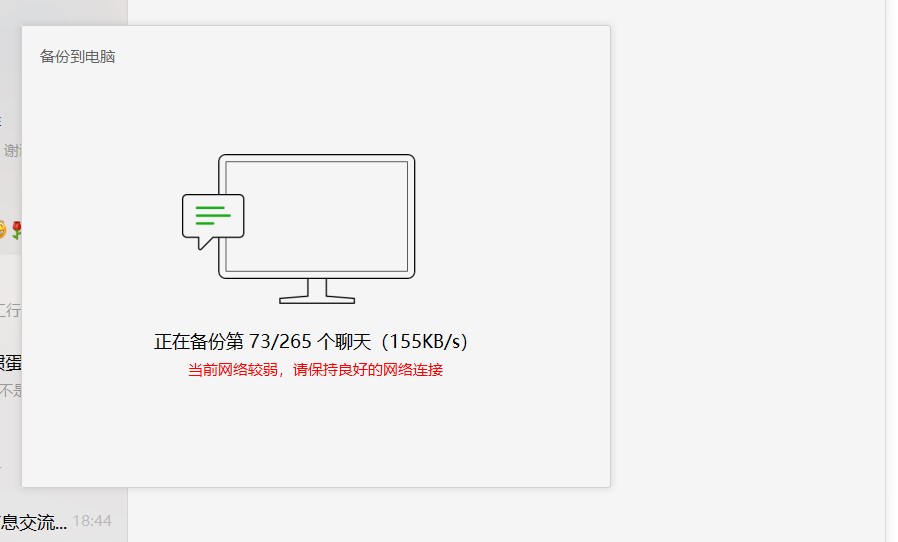 备份到电脑
正在备份第 73/265 个聊天（155KB/s）
当前网络较弱，请保持良好的网络连接
工行
不是
息交流... 18:44